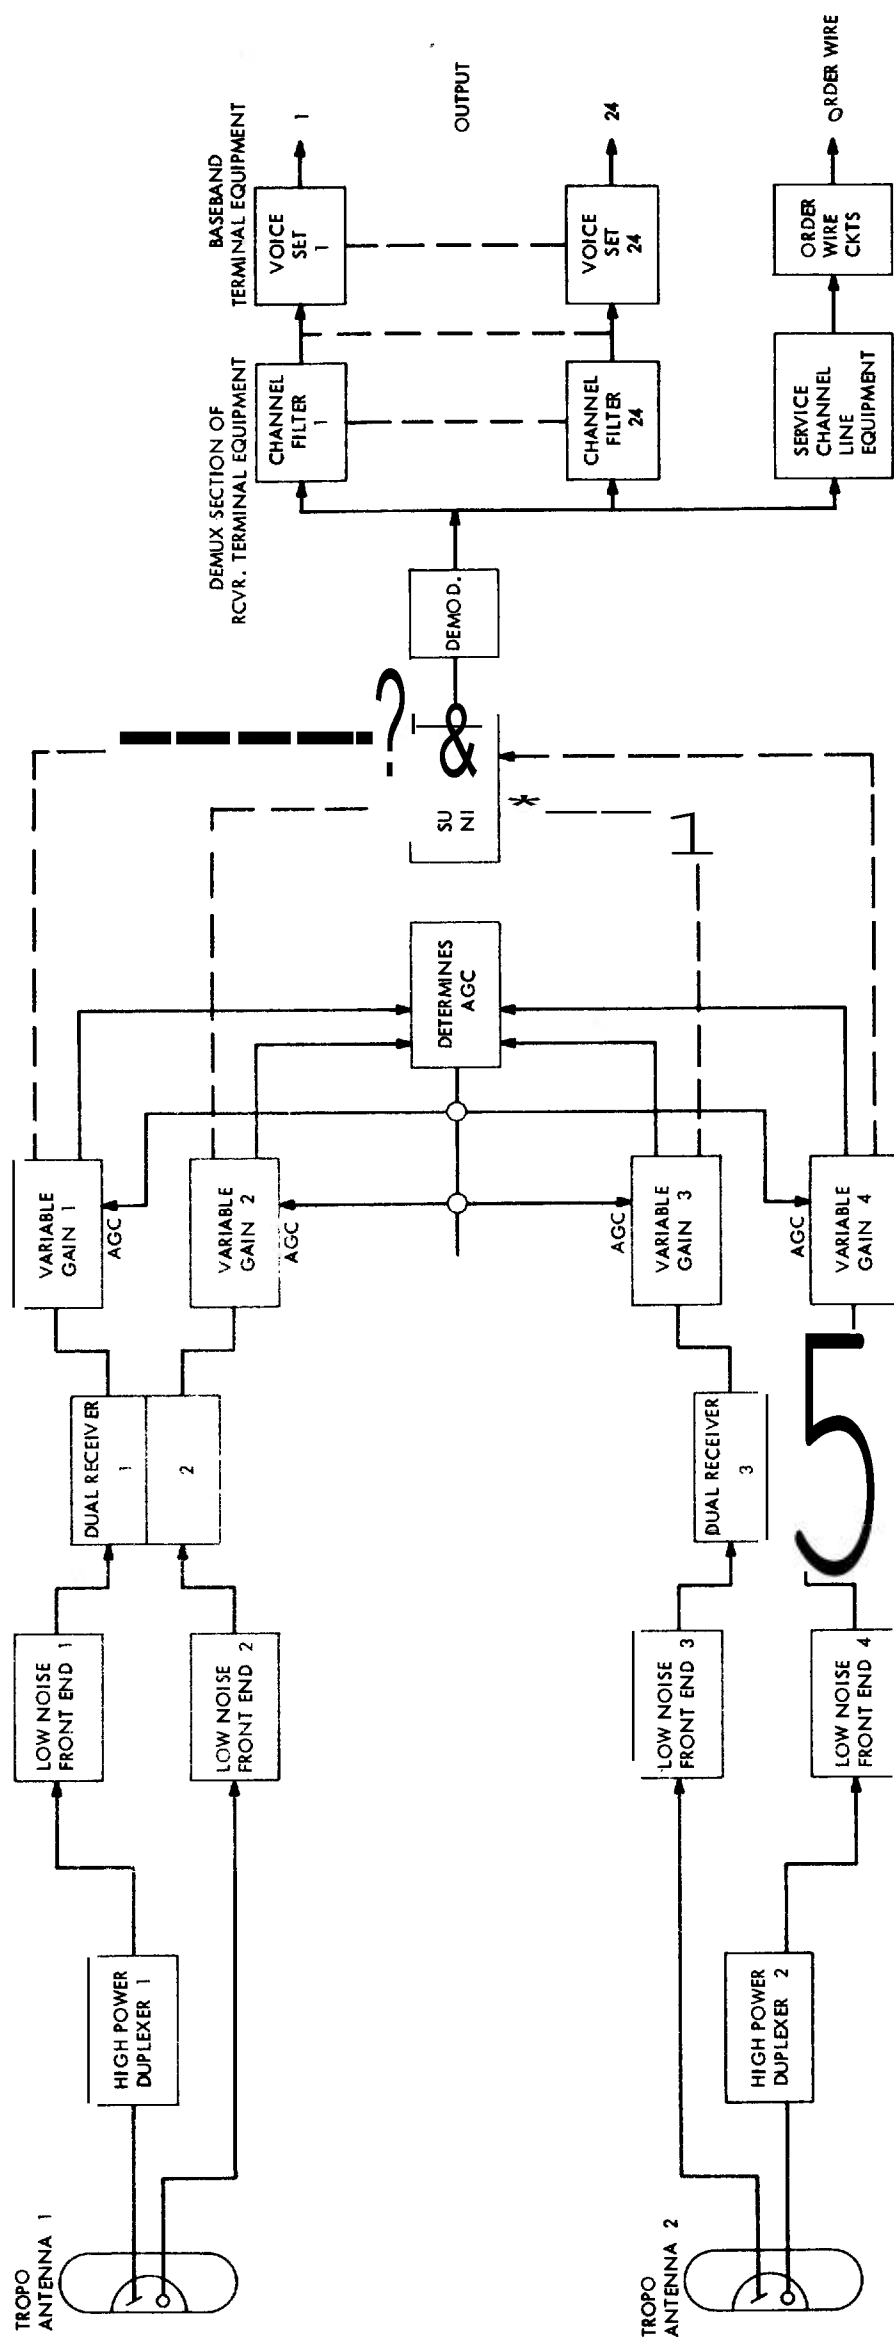 TROPO
ANTENNA 1
HIGH POWER
DUPLEXER 1
LOW NOISE
FRONT END 1
LOW NOISE
FRONT END 2
DUAL RECEIVER
1
2
VARIABLE
GAIN 1
AGC
VARIABLE
GAIN 2
AGC
TROPO
ANTENNA 2
HIGH POWER
DUPLEXER 2
LOW NOISE
FRONT END 3
LOW NOISE
FRONT END 4
DUAL RECEIVER
3
5
AGC
VARIABLE
GAIN 3
AGC
VARIABLE
GAIN 4
DETERMINES
AGC
?
&
SU
NI
*
1
DEMOD.
DEMUX SECTION OF
RCVR. TERMINAL EQUIPMENT
CHANNEL
FILTER
1
CHANNEL
FILTER
24
SERVICE
CHANNEL
LINE
EQUIPMENT
BASEBAND
TERMINAL EQUIPMENT
VOICE
SET
1
VOICE
SET
24
ORDER
WIRE
CKTS
1
OUTPUT
24
ORDER WIRE